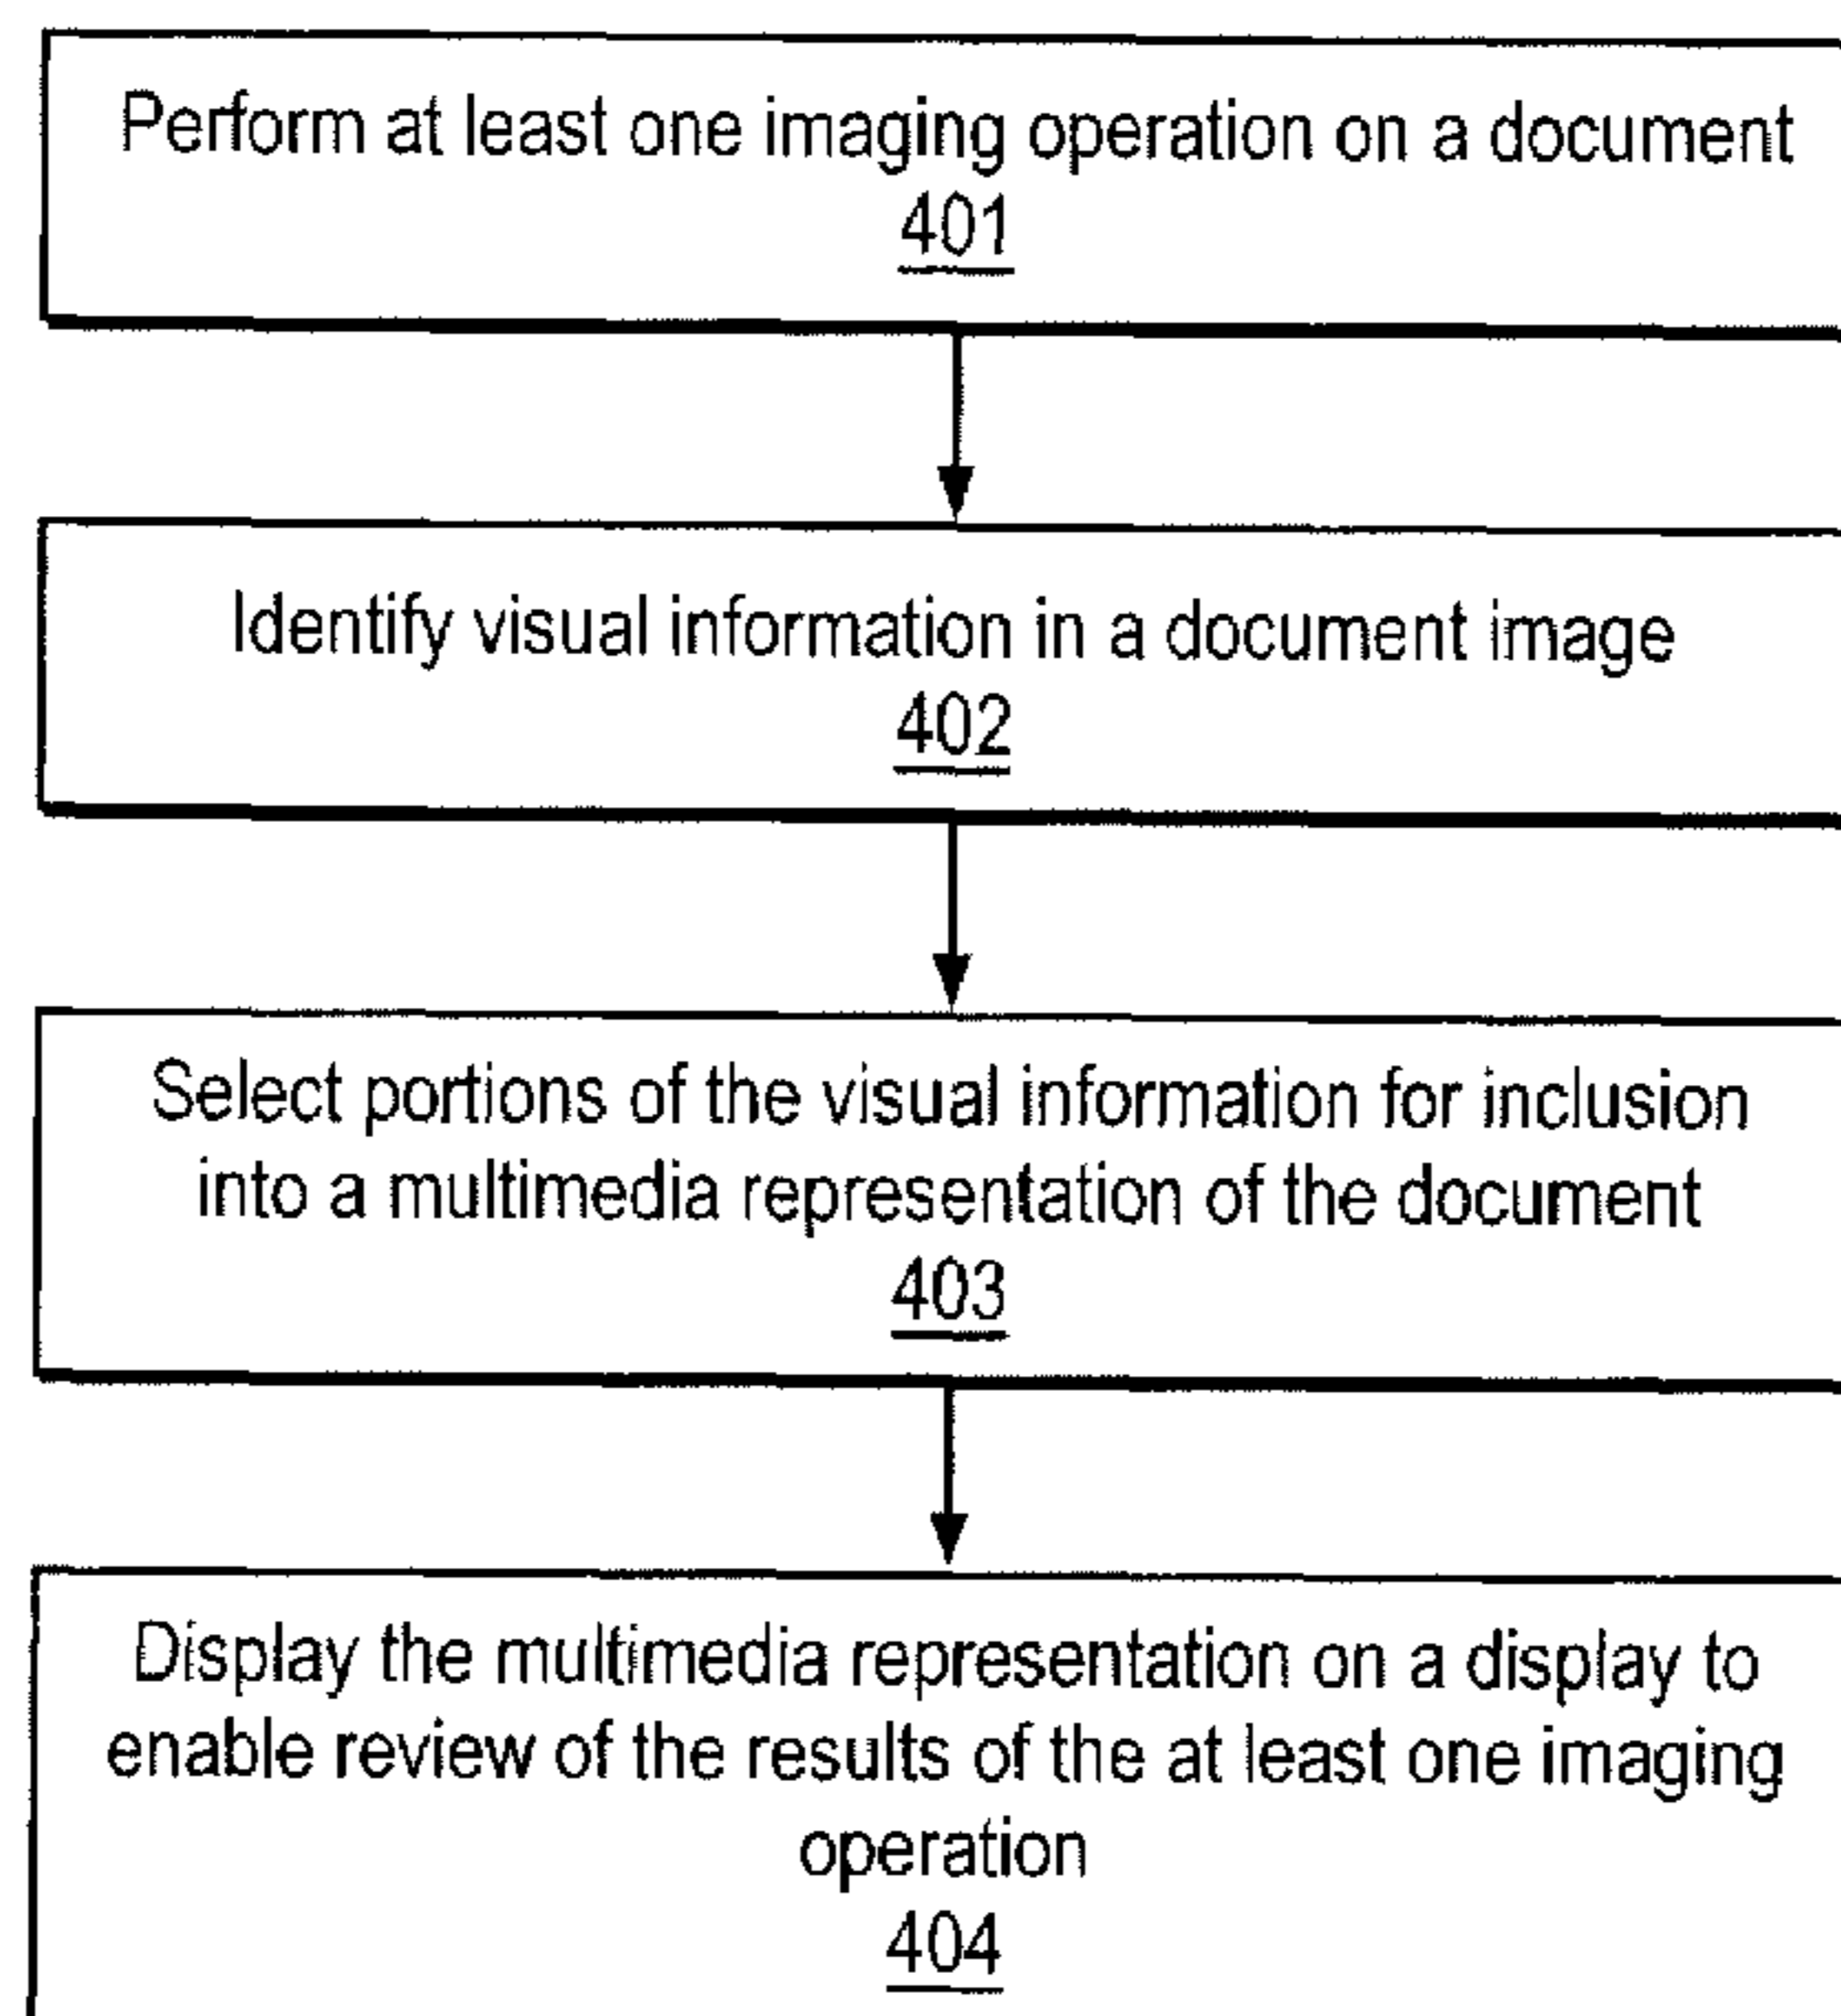 Perform at least one imaging operation on a document
401
Identify visual information in a document image
402
Select portions of the visual information for inclusion
into a multimedia representation of the document
403
Display the multimedia representation on a display to
enable review of the results of the at least one imaging
operation
404